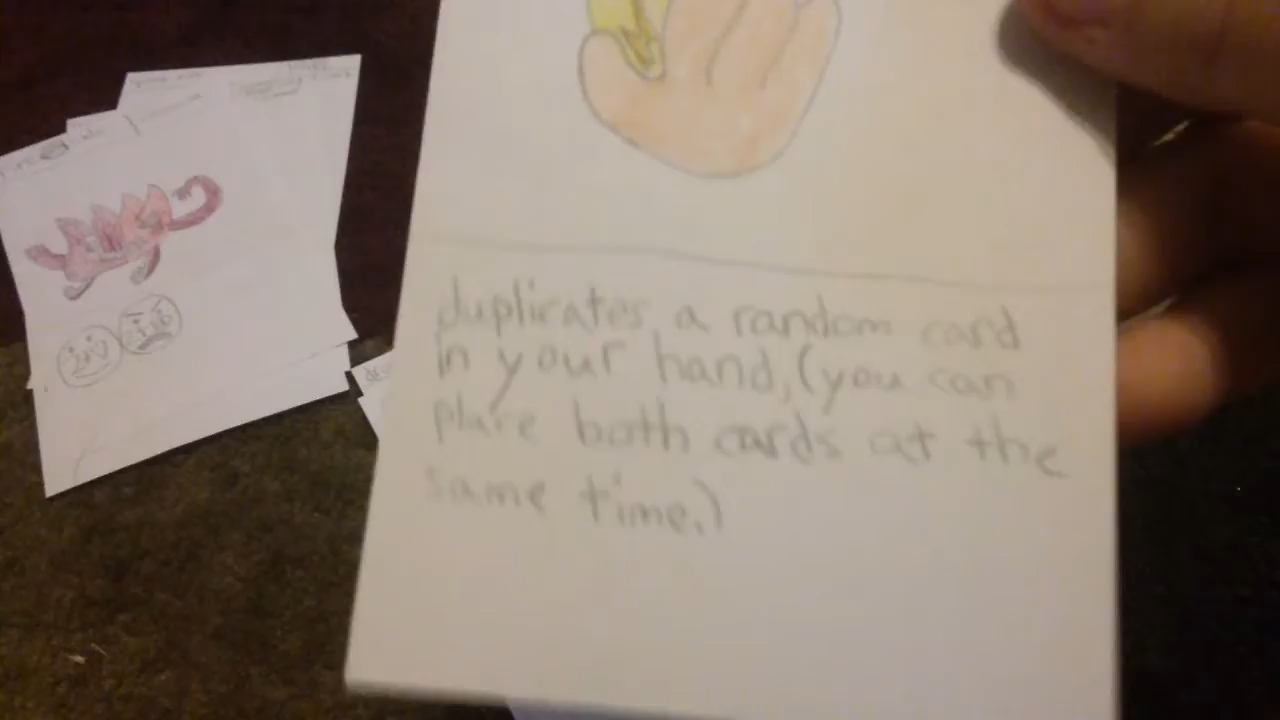 duplicates a random card
in your hand, (you can
place both cards at the
same time.)